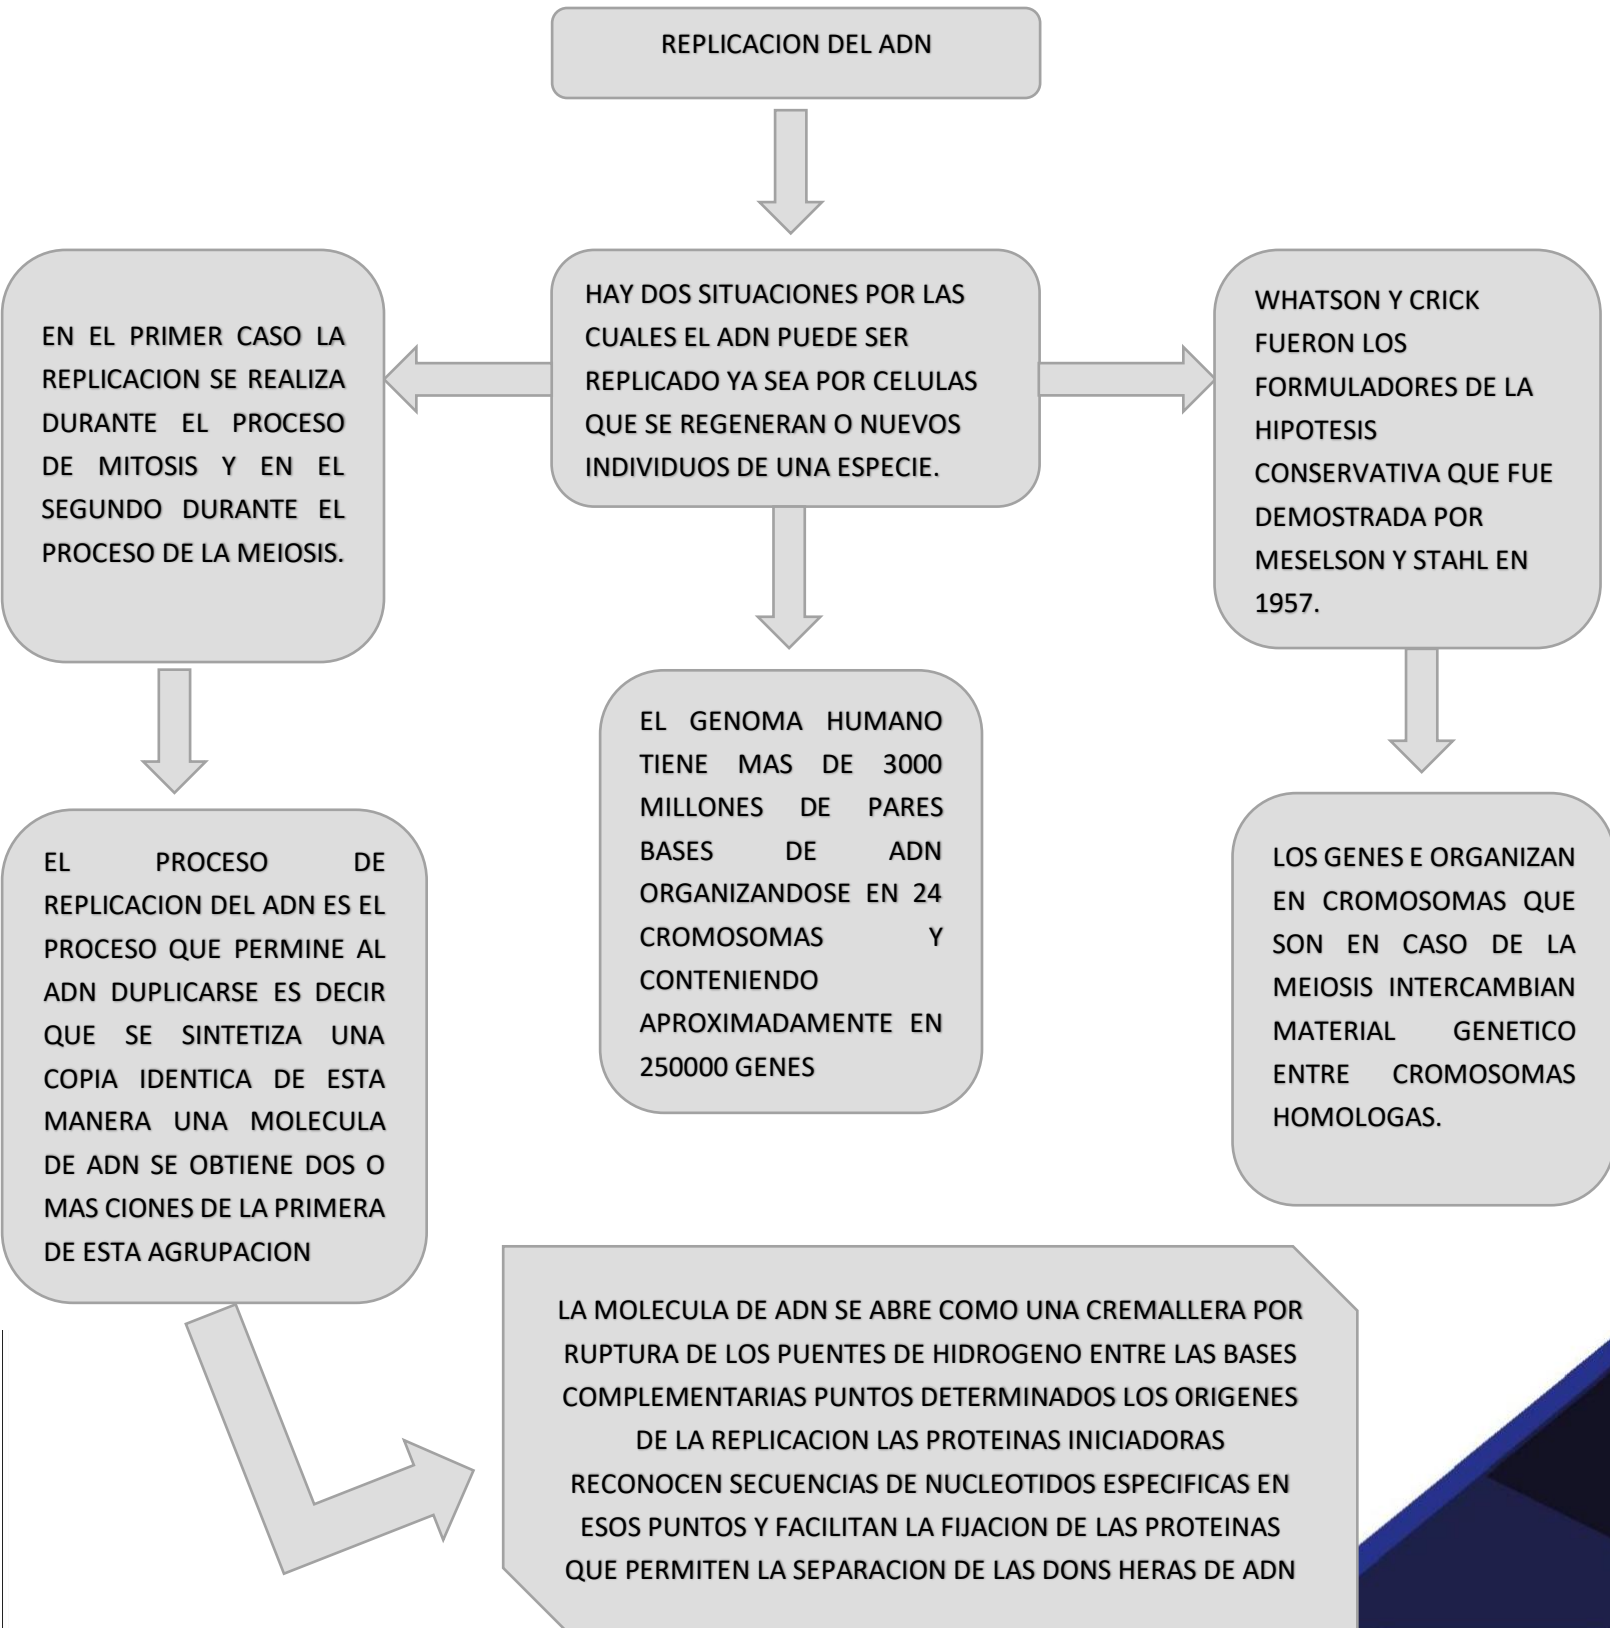 REPLICACION DEL ADN
HAY DOS SITUACIONES POR LAS
CUALES EL ADN PUEDE SER
REPLICADO YA SEA POR CELULAS
QUE SE REGENERAN O NUEVOS
INDIVIDUOS DE UNA ESPECIE.
EN EL PRIMER CASO LA
REPLICACION SE REALIZA
DURANTE EL PROCESO
DE MITOSIS Y EN EL
SEGUNDO DURANTE EL
PROCESO DE LA MEIOSIS.
WHATSON Y CRICK
FUERON LOS
FORMULADORES DE LA
HIPOTESIS
CONSERVATIVA QUE FUE
DEMOSTRADA POR
MESELSON Y STAHL EN
1957.
EL GENOMA HUMANO
TIENE MAS DE 3000
MILLONES DE PARES
BASES DE ADN
ORGANIZANDOSE EN 24
CROMOSOMAS Y
CONTENIENDO
APROXIMADAMENTE EN
250000 GENES
EL PROCESO DE
REPLICACION DEL ADN ES EL
PROCESO QUE PERMINE AL
ADN DUPLICARSE ES DECIR
QUE SE SINTETIZA UNA
COPIA IDENTICA DE ESTA
MANERA UNA MOLECULA
DE ADN SE OBTIENE DOS O
MAS CIONES DE LA PRIMERA
DE ESTA AGRUPACION
LOS GENES E ORGANIZAN
EN CROMOSOMAS QUE
SON EN CASO DE LA
MEIOSIS INTERCAMBIAN
MATERIAL GENETICO
ENTRE CROMOSOMAS
HOMOLOGAS.
LA MOLECULA DE ADN SE ABRE COMO UNA CREMALLERA POR
RUPTURA DE LOS PUENTES DE HIDROGENO ENTRE LAS BASES
COMPLEMENTARIAS PUNTOS DETERMINADOS LOS ORIGENES
DE LA REPLICACION LAS PROTEINAS INICIADORAS
RECONOCEN SECUENCIAS DE NUCLEOTIDOS ESPECIFICAS EN
ESOS PUNTOS Y FACILITAN LA FIJACION DE LAS PROTEINAS
QUE PERMITEN LA SEPARACION DE LAS DONS HERAS DE ADN